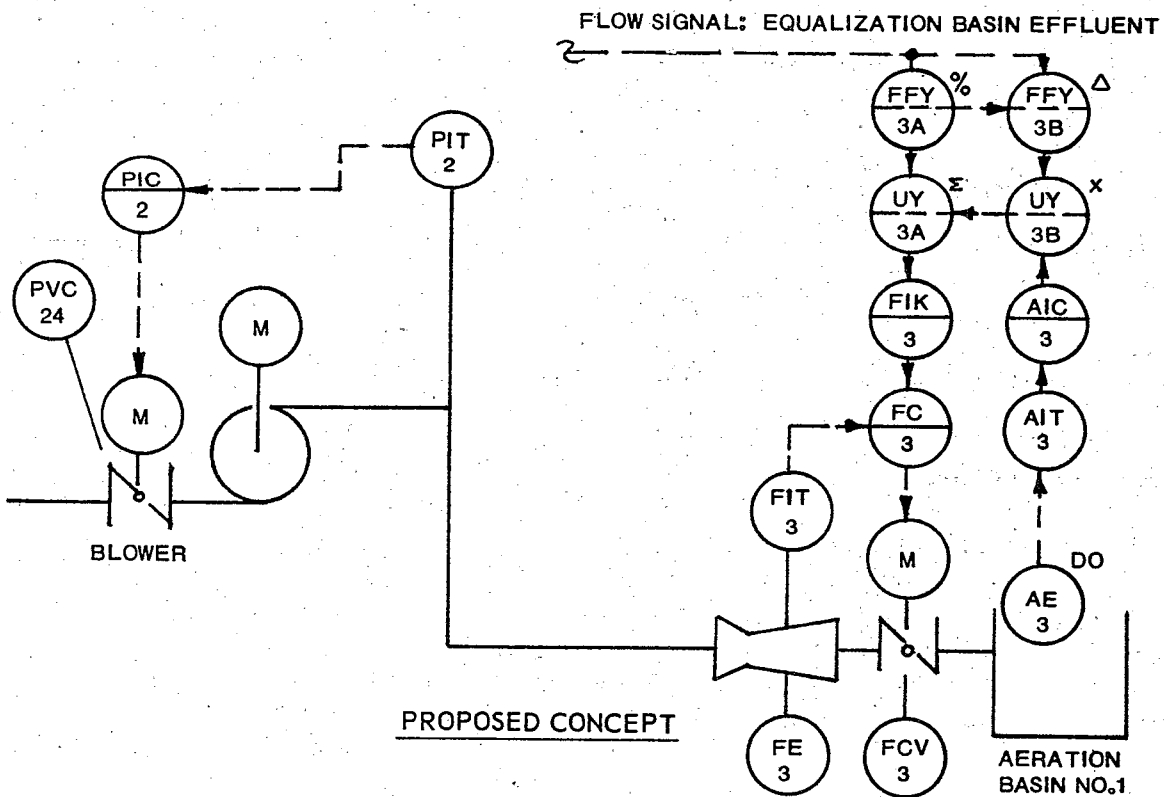 FLOW SIGNAL: EQUALIZATION BASIN EFFLUENT
FFY
3A
%
FFY
3B
Δ
PIT
2
PIC
2
UY
3A
Σ
UY
3B
X
PVC
24
M
FIK
3
AIC
3
M
FC
3
AIT
3
FIT
3
BLOWER
M
DO
AE
3
PROPOSED CONCEPT
FE
3
FCV
3
AERATION
BASIN NO.1